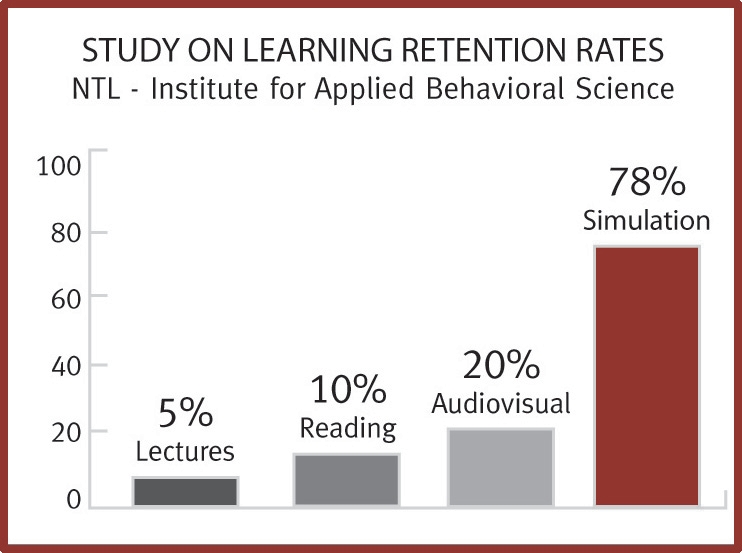 STUDY ON LEARNING RETENTION RATES
NTL - Institute for Applied Behavioral Science
100
80
60
40
20
0
5%
Lectures
10%
Reading
20%
Audiovisual
78%
Simulation